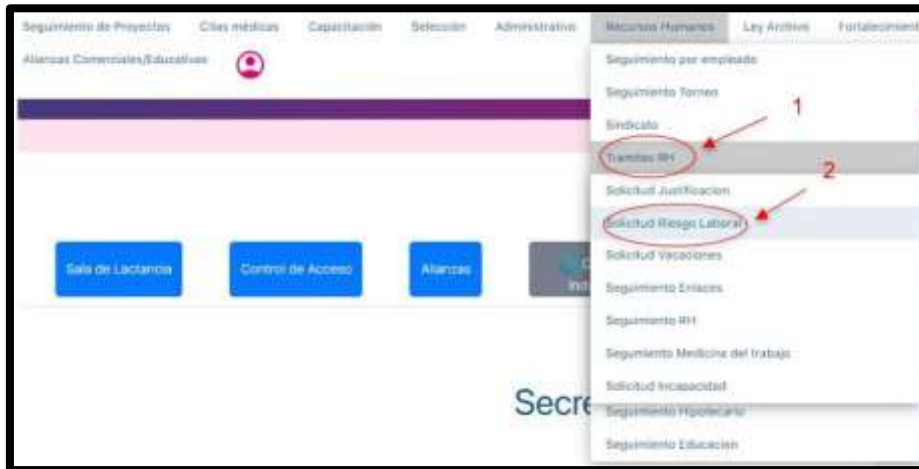 Seguimiento de Proyectos Citas médicas Capacitación Selección Administrativo Recursos Humanos Ley Archivo Fortalecimient
Alianzas Comerciales/Educativas
Seguimiento por empleado
Seguimiento Torneo
1
Sindicato
Tramites RH
2
Solicitud Justificacion
Solicitud Riesgo Laboral
Solicitud Vacaciones
Sala de Lactancia Control de Acceso Alianzas
Seguimiento Enlaces
Seguimiento RH
Segumiento Medicina del trabajo
Solicitud Incapacidad
Secre
Seguimiento Hipotecario
Seguimiento Educacion